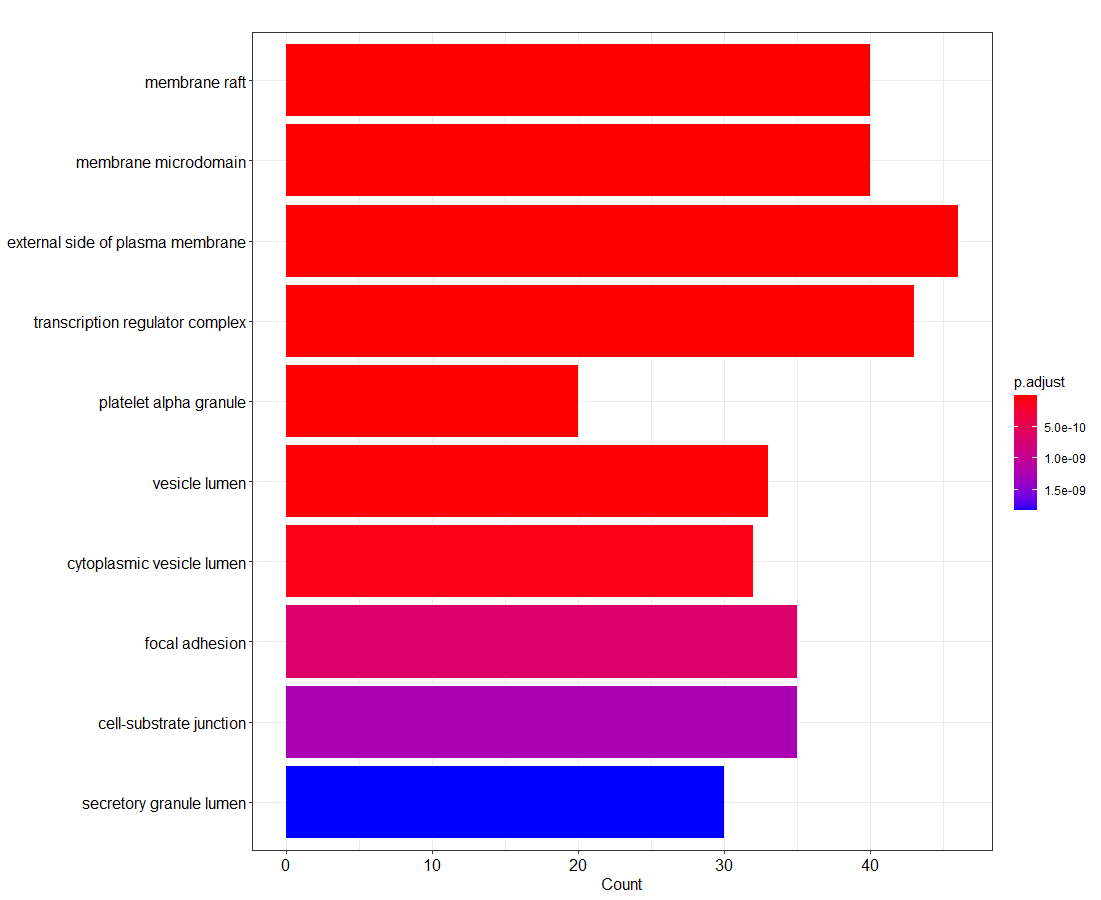 membrane raft
membrane microdomain
external side of plasma membrane
transcription regulator complex
platelet alpha granule
vesicle lumen
cytoplasmic vesicle lumen
focal adhesion
cell-substrate junction
secretory granule lumen
0 10 20 30 40
Count
p.adjust
5.0e-10
1.0e-09
1.5e-09